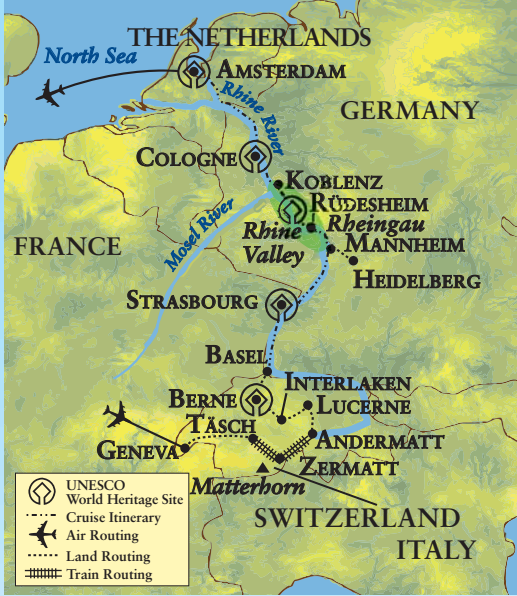 THE NETHERLANDS
North Sea
AMSTERDAM
Rhine River
GERMANY
COLOGNE
KOBLENZ
RÜDESHEIM
Rheingau
Rhine
Valley
MANNHEIM
Mosel River
FRANCE
HEIDELBERG
STRASBOURG
BASEL
INTERLAKEN
BERNE
LUCERNE
TÄSCH
ANDERMATT
GENEVA
ZERMATT
Matterhorn
SWITZERLAND
ITALY
UNESCO
World Heritage Site
Cruise Itinerary
Air Routing
Land Routing
Train Routing